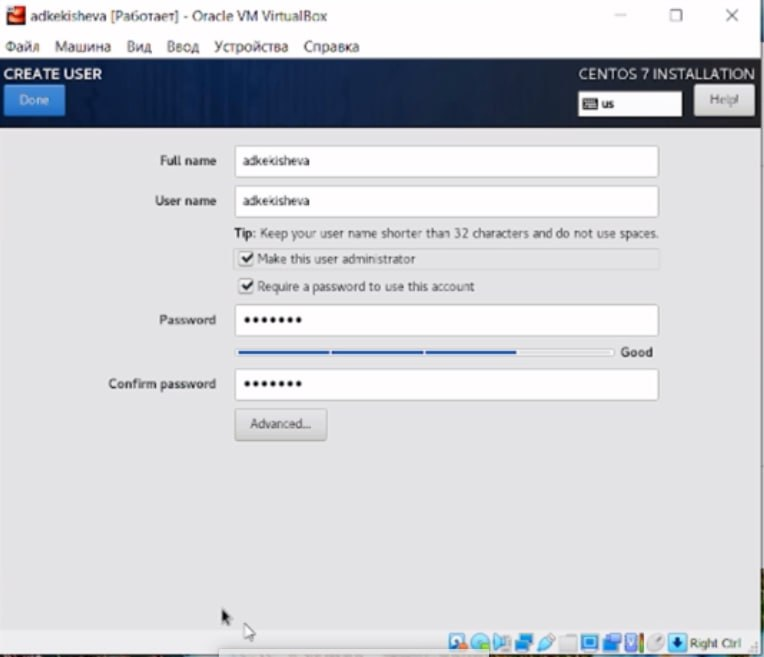 adkekisheva [Работает] - Oracle VM VirtualBox
Файл Машина Вид Ввод Устройства Справка
CREATE USER CENTOS 7 INSTALLATION
Done us Help!
Full name adkekisheva
User name adkekisheva
Tip: Keep your user name shorter than 32 characters and do not use spaces.
Make this user administrator
Require a password to use this account
Password •••••••
Good
Confirm password •••••••
Advanced...
Right Ctrl